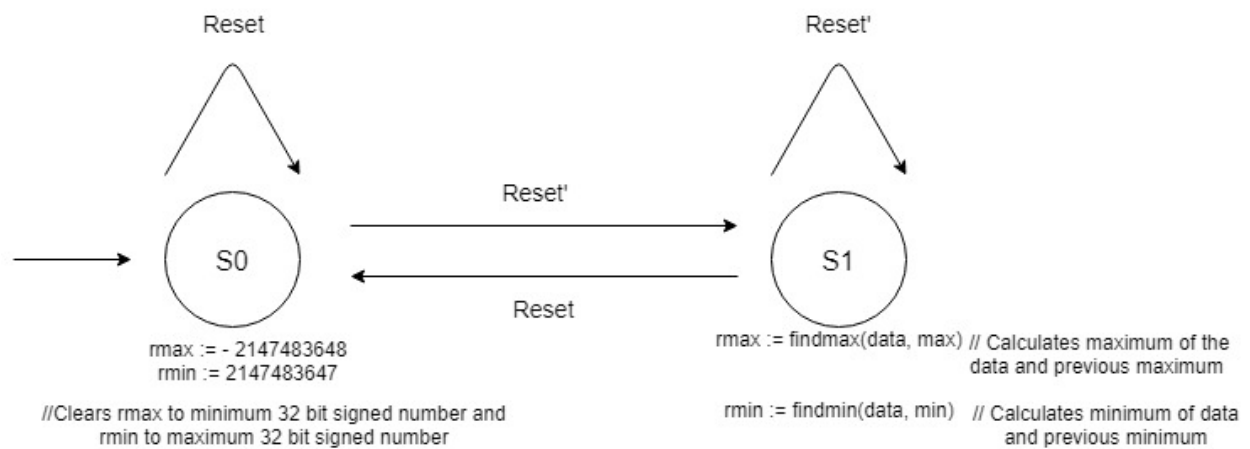 Reset
Reset'
Reset'
S0
S1
Reset
rmax := - 2147483648
rmin := 2147483647
//Clears rmax to minimum 32 bit signed number and
rmin to maximum 32 bit signed number
rmax := findmax(data, max) // Calculates maximum of the
data and previous maximum
rmin := findmin(data, min) // Calculates minimum of data
and previous minimum